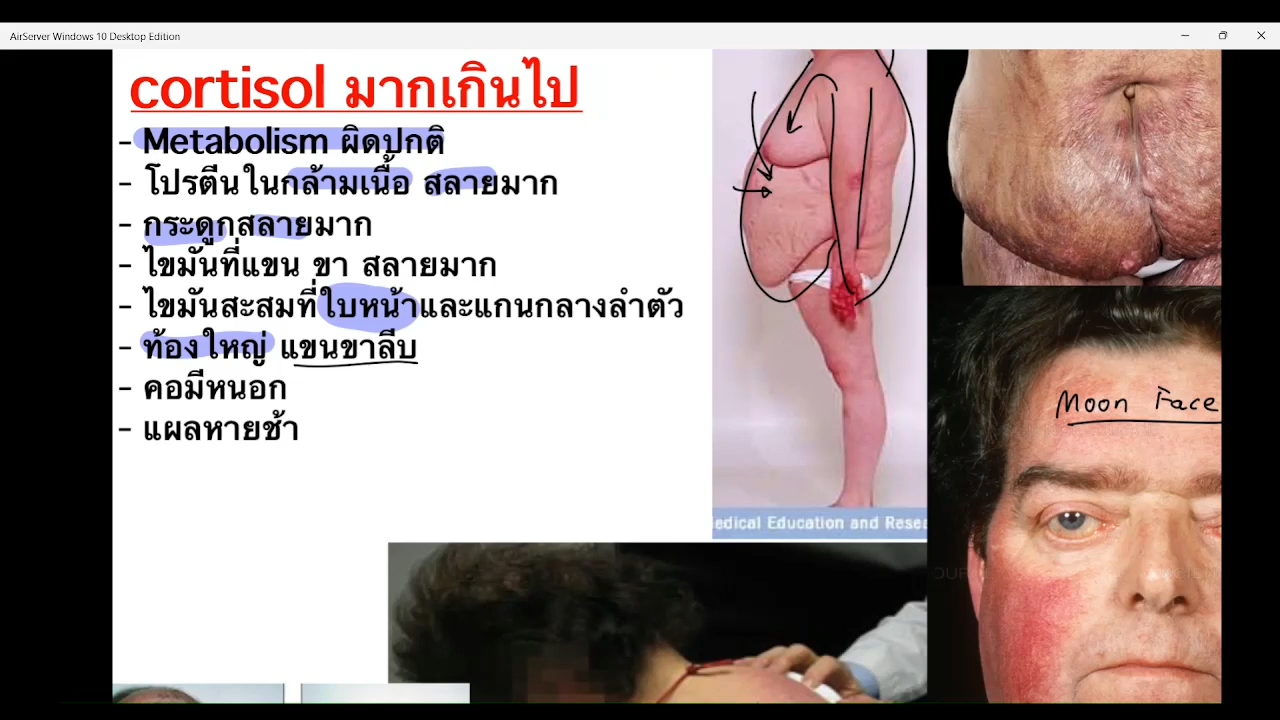 AirServer Windows 10 Desktop Edition
cortisol มากเกินไป
- Metabolism ผิดปกติ
- โปรตีนในกล้ามเนื้อ สลายมาก
- กระดูกสลายมาก
- ไขมันที่แขน ขา สลายมาก
- ไขมันสะสมที่ใบหน้าและแกนกลางลำตัว
- ท้องใหญ่ แขนขาลีบ
- คอมีหนอก
- แผลหายช้า
edical Education and Rese
Moon Face